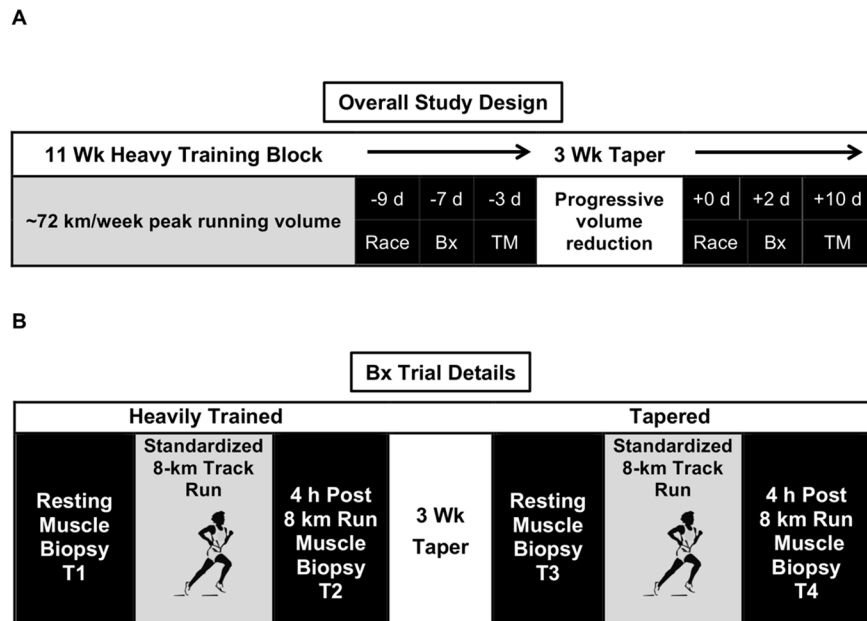 A
Overall Study Design
11 Wk Heavy Training Block
3 Wk Taper
~72 km/week peak running volume
-9 d
-7 d
-3 d
Race
Bx
TM
Progressive
volume
reduction
+0 d
+2 d
+10 d
Race
Bx
TM
B
Bx Trial Details
Heavily Trained
Tapered
Resting
Muscle
Biopsy
T1
Standardized
8-km Track
Run
4 h Post
8 km Run
Muscle
Biopsy
T2
3 Wk
Taper
Resting
Muscle
Biopsy
T3
Standardized
8-km Track
Run
4 h Post
8 km Run
Muscle
Biopsy
T4